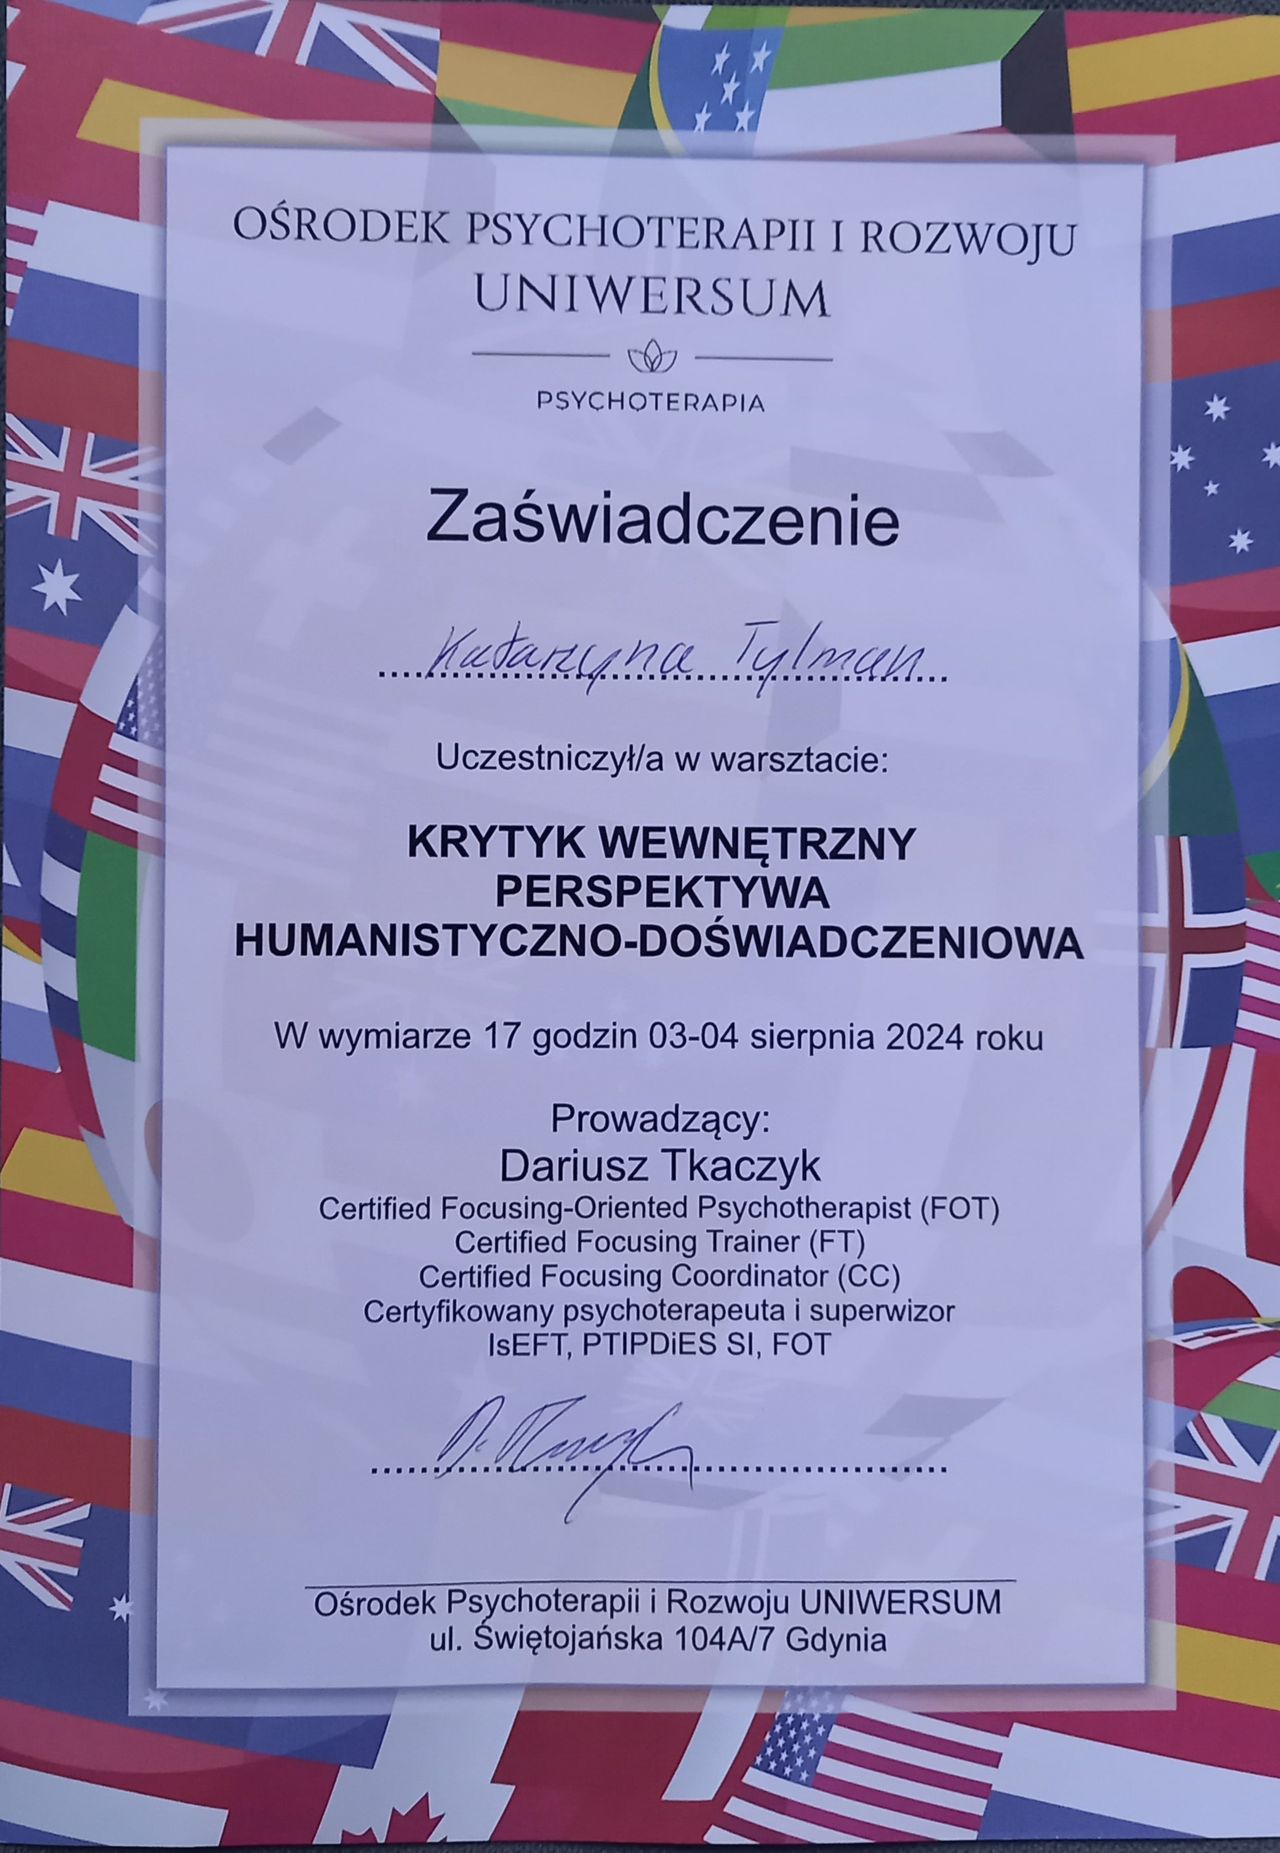 OŚRODEK PSYCHOTERAPII I ROZWOJU
UNIWERSUM
PSYCHOTERAPIA
Zaświadczenie
Katarzyna Tylman
Uczestniczył/a w warsztacie:
KRYTYK WEWNĘTRZNY
PERSPEKTYWA
HUMANISTYCZNO-DOŚWIADCZENIOWA
W wymiarze 17 godzin 03-04 sierpnia 2024 roku
Prowadzący:
Dariusz Tkaczyk
Certified Focusing-Oriented Psychotherapist (FOT)
Certified Focusing Trainer (FT)
Certified Focusing Coordinator (CC)
Certyfikowany psychoterapeuta i superwizor
IsEFT, PTIPDiES SI, FOT
D. Tkaczyk
Ośrodek Psychoterapii i Rozwoju UNIWERSUM
ul. Świętojańska 104A/7 Gdynia